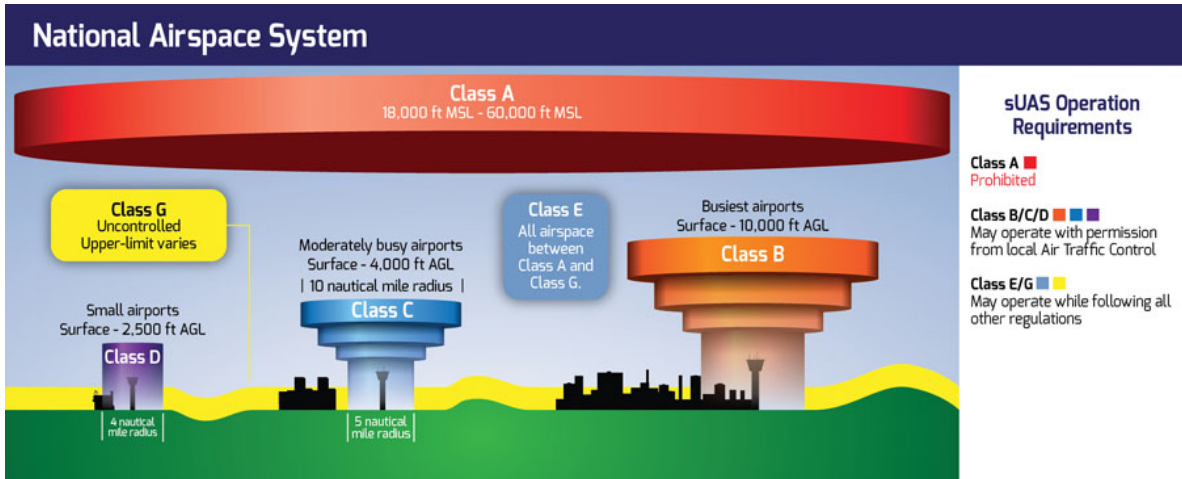 National Airspace System
Class A
18,000 ft MSL - 60,000 ft MSL
Class G
Uncontrolled
Upper-limit varies
Small airports
Surface - 2,500 ft AGL
Class D
4 nautical
mile radius
Moderately busy airports
Surface - 4,000 ft AGL
| 10 nautical mile radius |
Class C
5 nautical
mile radius
Class E
All airspace
between
Class A and
Class G.
Busiest airports
Surface - 10,000 ft AGL
Class B
sUAS Operation
Requirements
Class A
Prohibited
Class B/C/D
May operate with permission
from local Air Traffic Control
Class E/G
May operate while following all
other regulations